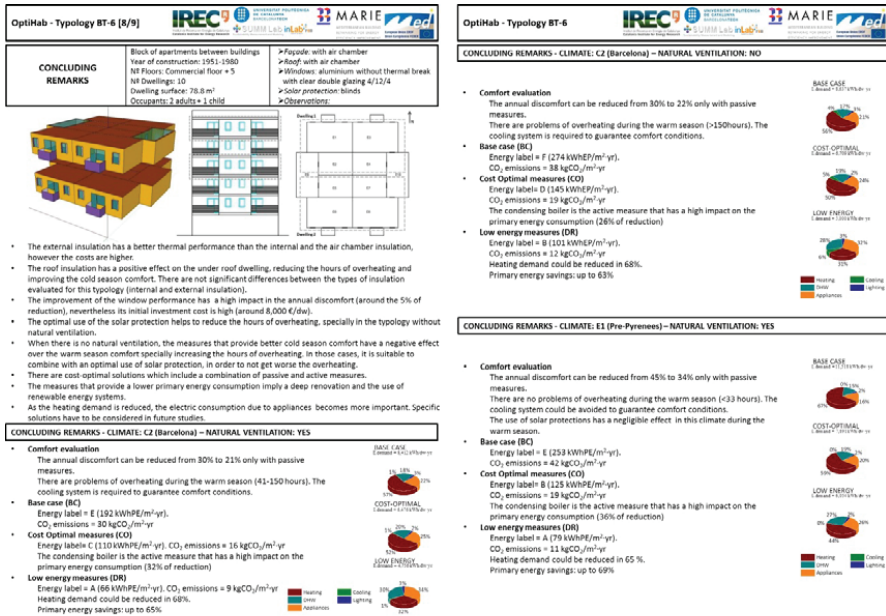 OptiHab - Typology BT-6 [8/9]
IREC
UNIVERSITAT POLITÈCNICA
DE CATALUNYA
BARCELONATECH
SUMM Lab inLab
MARIE
Med
CONCLUDING
REMARKS
Block of apartments between buildings
Year of construction: 1951-1980
Nº Floors: Commercial floor + 5
Nº Dwellings: 10
Dwelling surface: 78.8 m²
Occupants: 2 adults + 1 child
➢Façade: with air chamber
➢Roof: with air chamber
➢Windows: aluminium without thermal break
with clear double glazing 4/12/4
➢Solar protection: blinds
➢Observations:
• The external insulation has a better thermal performance than the internal and the air chamber insulation,
however the costs are higher.
• The roof insulation has a positive effect on the under roof dwelling, reducing the hours of overheating and
improving the cold season comfort. There are not significant differences between the types of insulation
evaluated for this typology (internal and external insulation).
• The improvement of the window performance has a high impact in the annual discomfort (around the 5% of
reduction), nevertheless its initial investment cost is high (around 8,000 €/dw).
• The optimal use of the solar protection helps to reduce the hours of overheating, specially in the typology without
natural ventilation.
• When there is no natural ventilation, the measures that provide better cold season comfort have a negative effect
over the warm season comfort specially increasing the hours of overheating. In those cases, it is suitable to
combine with an optimal use of solar protection, in order to not get worse the overheating.
• There are cost-optimal solutions which include a combination of passive and active measures.
• The measures that provide a lower primary energy consumption imply a deep renovation and the use of
renewable energy systems.
• As the heating demand is reduced, the electric consumption due to appliances becomes more important. Specific
solutions have to be considered in future studies.
CONCLUDING REMARKS - CLIMATE: C2 (Barcelona) – NATURAL VENTILATION: YES
• Comfort evaluation
The annual discomfort can be reduced from 30% to 21% only with passive
measures.
There are problems of overheating during the warm season (41-150 hours). The
cooling system is required to guarantee comfort conditions.
• Base case (BC)
Energy label = E (192 kWhPE/m²·yr).
CO₂ emissions = 30 kgCO₂/m²·yr
• Cost Optimal measures (CO)
Energy label= C (110 kWhPE/m²·yr). CO₂ emissions = 16 kgCO₂/m²·yr
The condensing boiler is the active measure that has a high impact on the
primary energy consumption (32% of reduction)
• Low energy measures (DR)
Energy label = A (66 kWhPE/m²·yr). CO₂ emissions = 9 kgCO₂/m²·yr
Heating demand could be reduced in 68%.
Primary energy savings: up to 65%
BASE CASE
COST-OPTIMAL
LOW ENERGY
Heating
Cooling
DHW
Lighting
Appliances
OptiHab - Typology BT-6
IREC
UNIVERSITAT POLITÈCNICA
DE CATALUNYA
BARCELONATECH
SUMM Lab inLab
MARIE
Med
CONCLUDING REMARKS - CLIMATE: C2 (Barcelona) – NATURAL VENTILATION: NO
• Comfort evaluation
The annual discomfort can be reduced from 30% to 22% only with passive
measures.
There are problems of overheating during the warm season (>150hours). The
cooling system is required to guarantee comfort conditions.
• Base case (BC)
Energy label = F (274 kWhEP/m²·yr).
CO₂ emissions = 38 kgCO₂/m²·yr
• Cost Optimal measures (CO)
Energy label= D (145 kWhEP/m²·yr).
CO₂ emissions = 19 kgCO₂/m²·yr
The condensing boiler is the active measure that has a high impact on the
primary energy consumption (26% of reduction)
• Low energy measures (DR)
Energy label = B (101 kWhEP/m²·yr).
CO₂ emissions = 12 kgCO₂/m²·yr
Heating demand could be reduced in 68%.
Primary energy savings: up to 63%
BASE CASE
COST-OPTIMAL
LOW ENERGY
Heating
Cooling
DHW
Lighting
Appliances
CONCLUDING REMARKS - CLIMATE: E1 (Pre-Pyrenees) – NATURAL VENTILATION: YES
• Comfort evaluation
The annual discomfort can be reduced from 45% to 34% only with passive
measures.
There are no problems of overheating during the warm season (<33 hours). The
cooling system could be avoided to guarantee comfort conditions.
The use of solar protections has a negligible effect in this climate during the
warm season.
• Base case (BC)
Energy label = E (253 kWhPE/m²·yr).
CO₂ emissions = 42 kgCO₂/m²·yr
• Cost Optimal measures (CO)
Energy label = B (125 kWhPE/m²·yr).
CO₂ emissions = 19 kgCO₂/m²·yr
The condensing boiler is the active measure that has a high impact on the
primary energy consumption (36% of reduction)
• Low energy measures (DR)
Energy label = A (79 kWhPE/m²·yr).
CO₂ emissions = 11 kgCO₂/m²·yr
Heating demand could be reduced in 65 %.
Primary energy savings: up to 69%
BASE CASE
COST-OPTIMAL
LOW ENERGY
Heating
Cooling
DHW
Lighting
Appliances